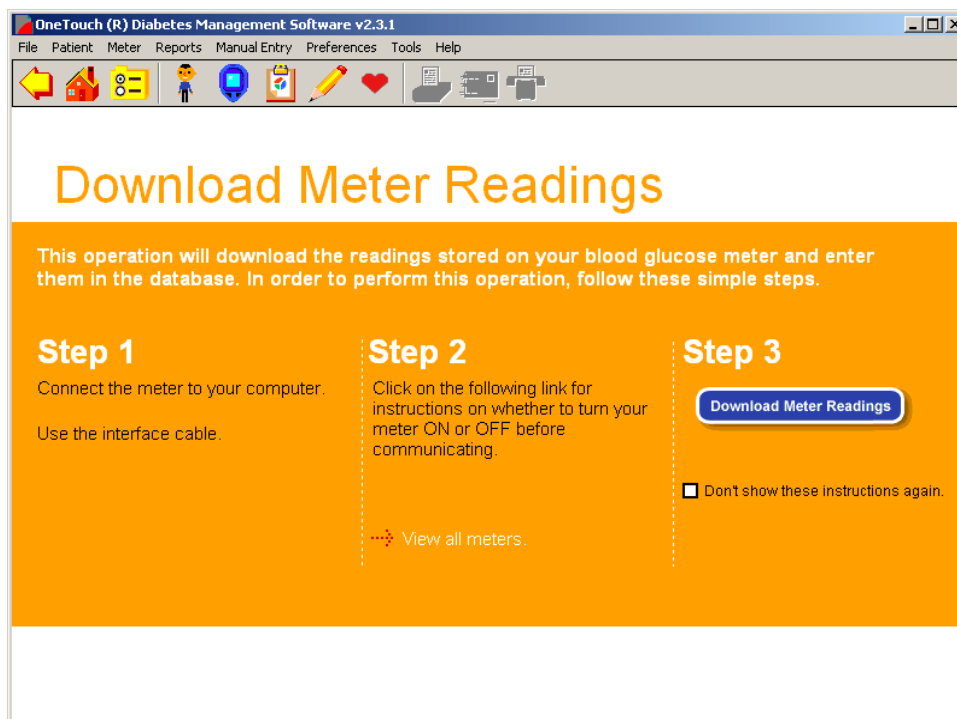 OneTouch (R) Diabetes Management Software v2.3.1
File Patient Meter Reports Manual Entry Preferences Tools Help
Download Meter Readings
This operation will download the readings stored on your blood glucose meter and enter
them in the database. In order to perform this operation, follow these simple steps.
Step 1
Connect the meter to your computer.
Use the interface cable.
Step 2
Click on the following link for
instructions on whether to turn your
meter ON or OFF before
communicating.
View all meters.
Step 3
Download Meter Readings
Don't show these instructions again.